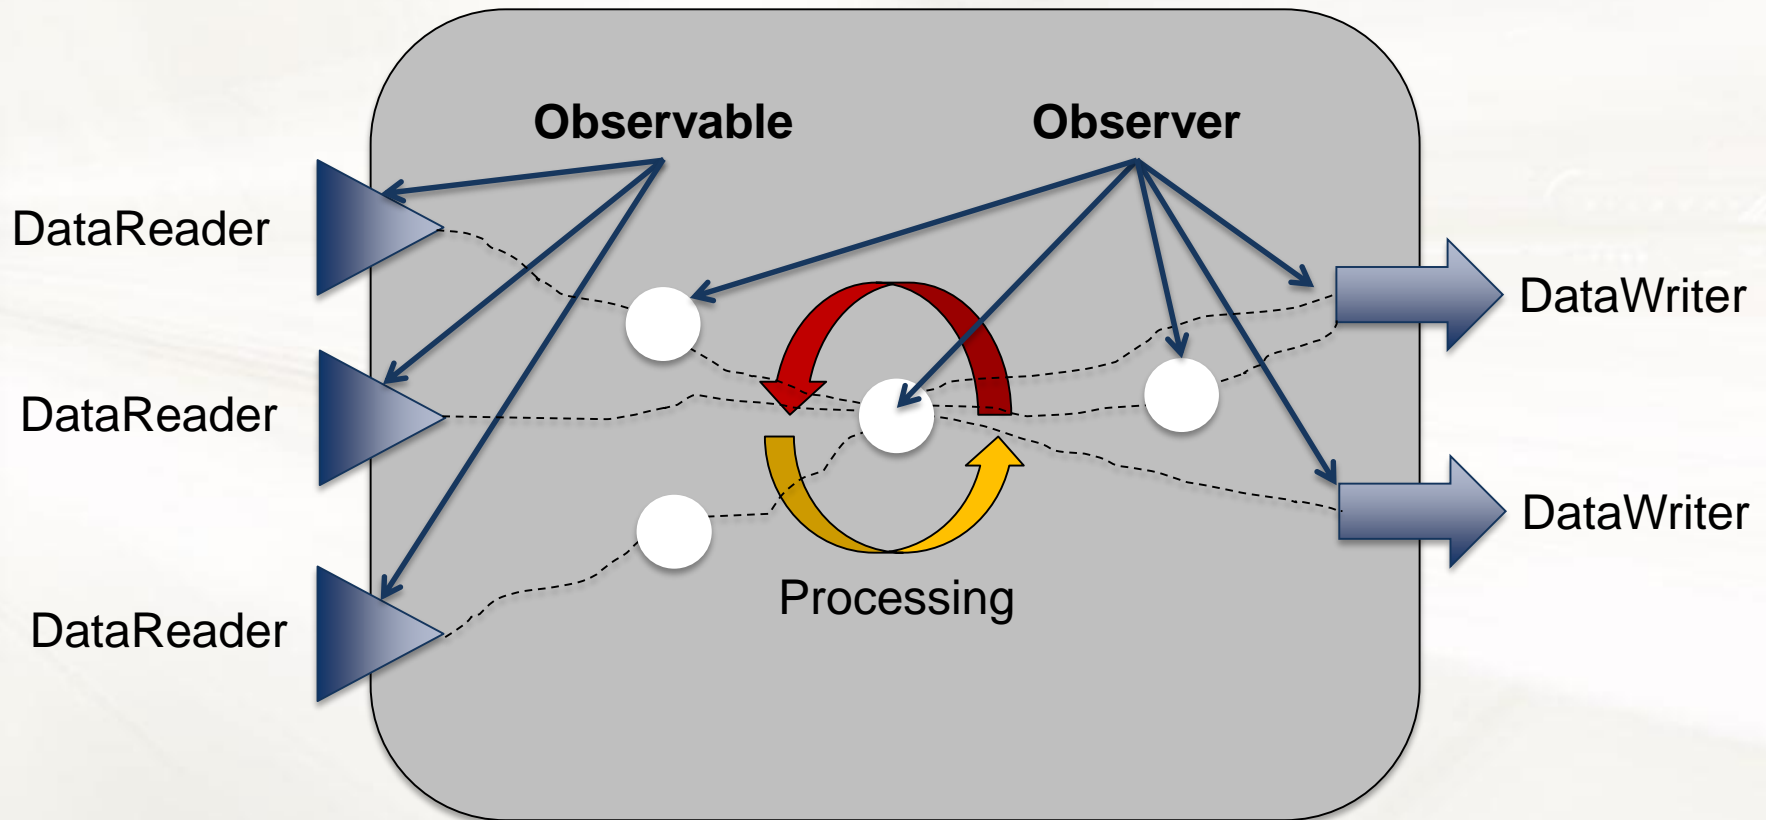 Observable
Observer
DataReader
DataWriter
DataReader
DataWriter
Processing
DataReader